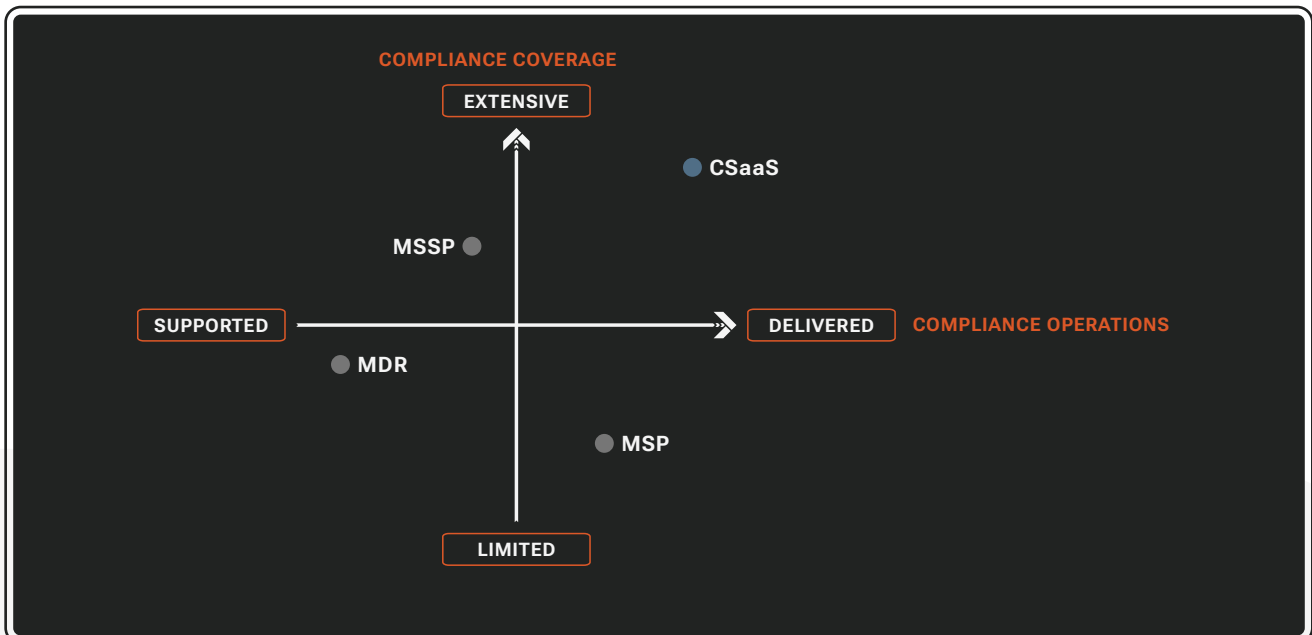 COMPLIANCE COVERAGE
EXTENSIVE
CSaaS
MSSP
SUPPORTED
DELIVERED
COMPLIANCE OPERATIONS
MDR
MSP
LIMITED